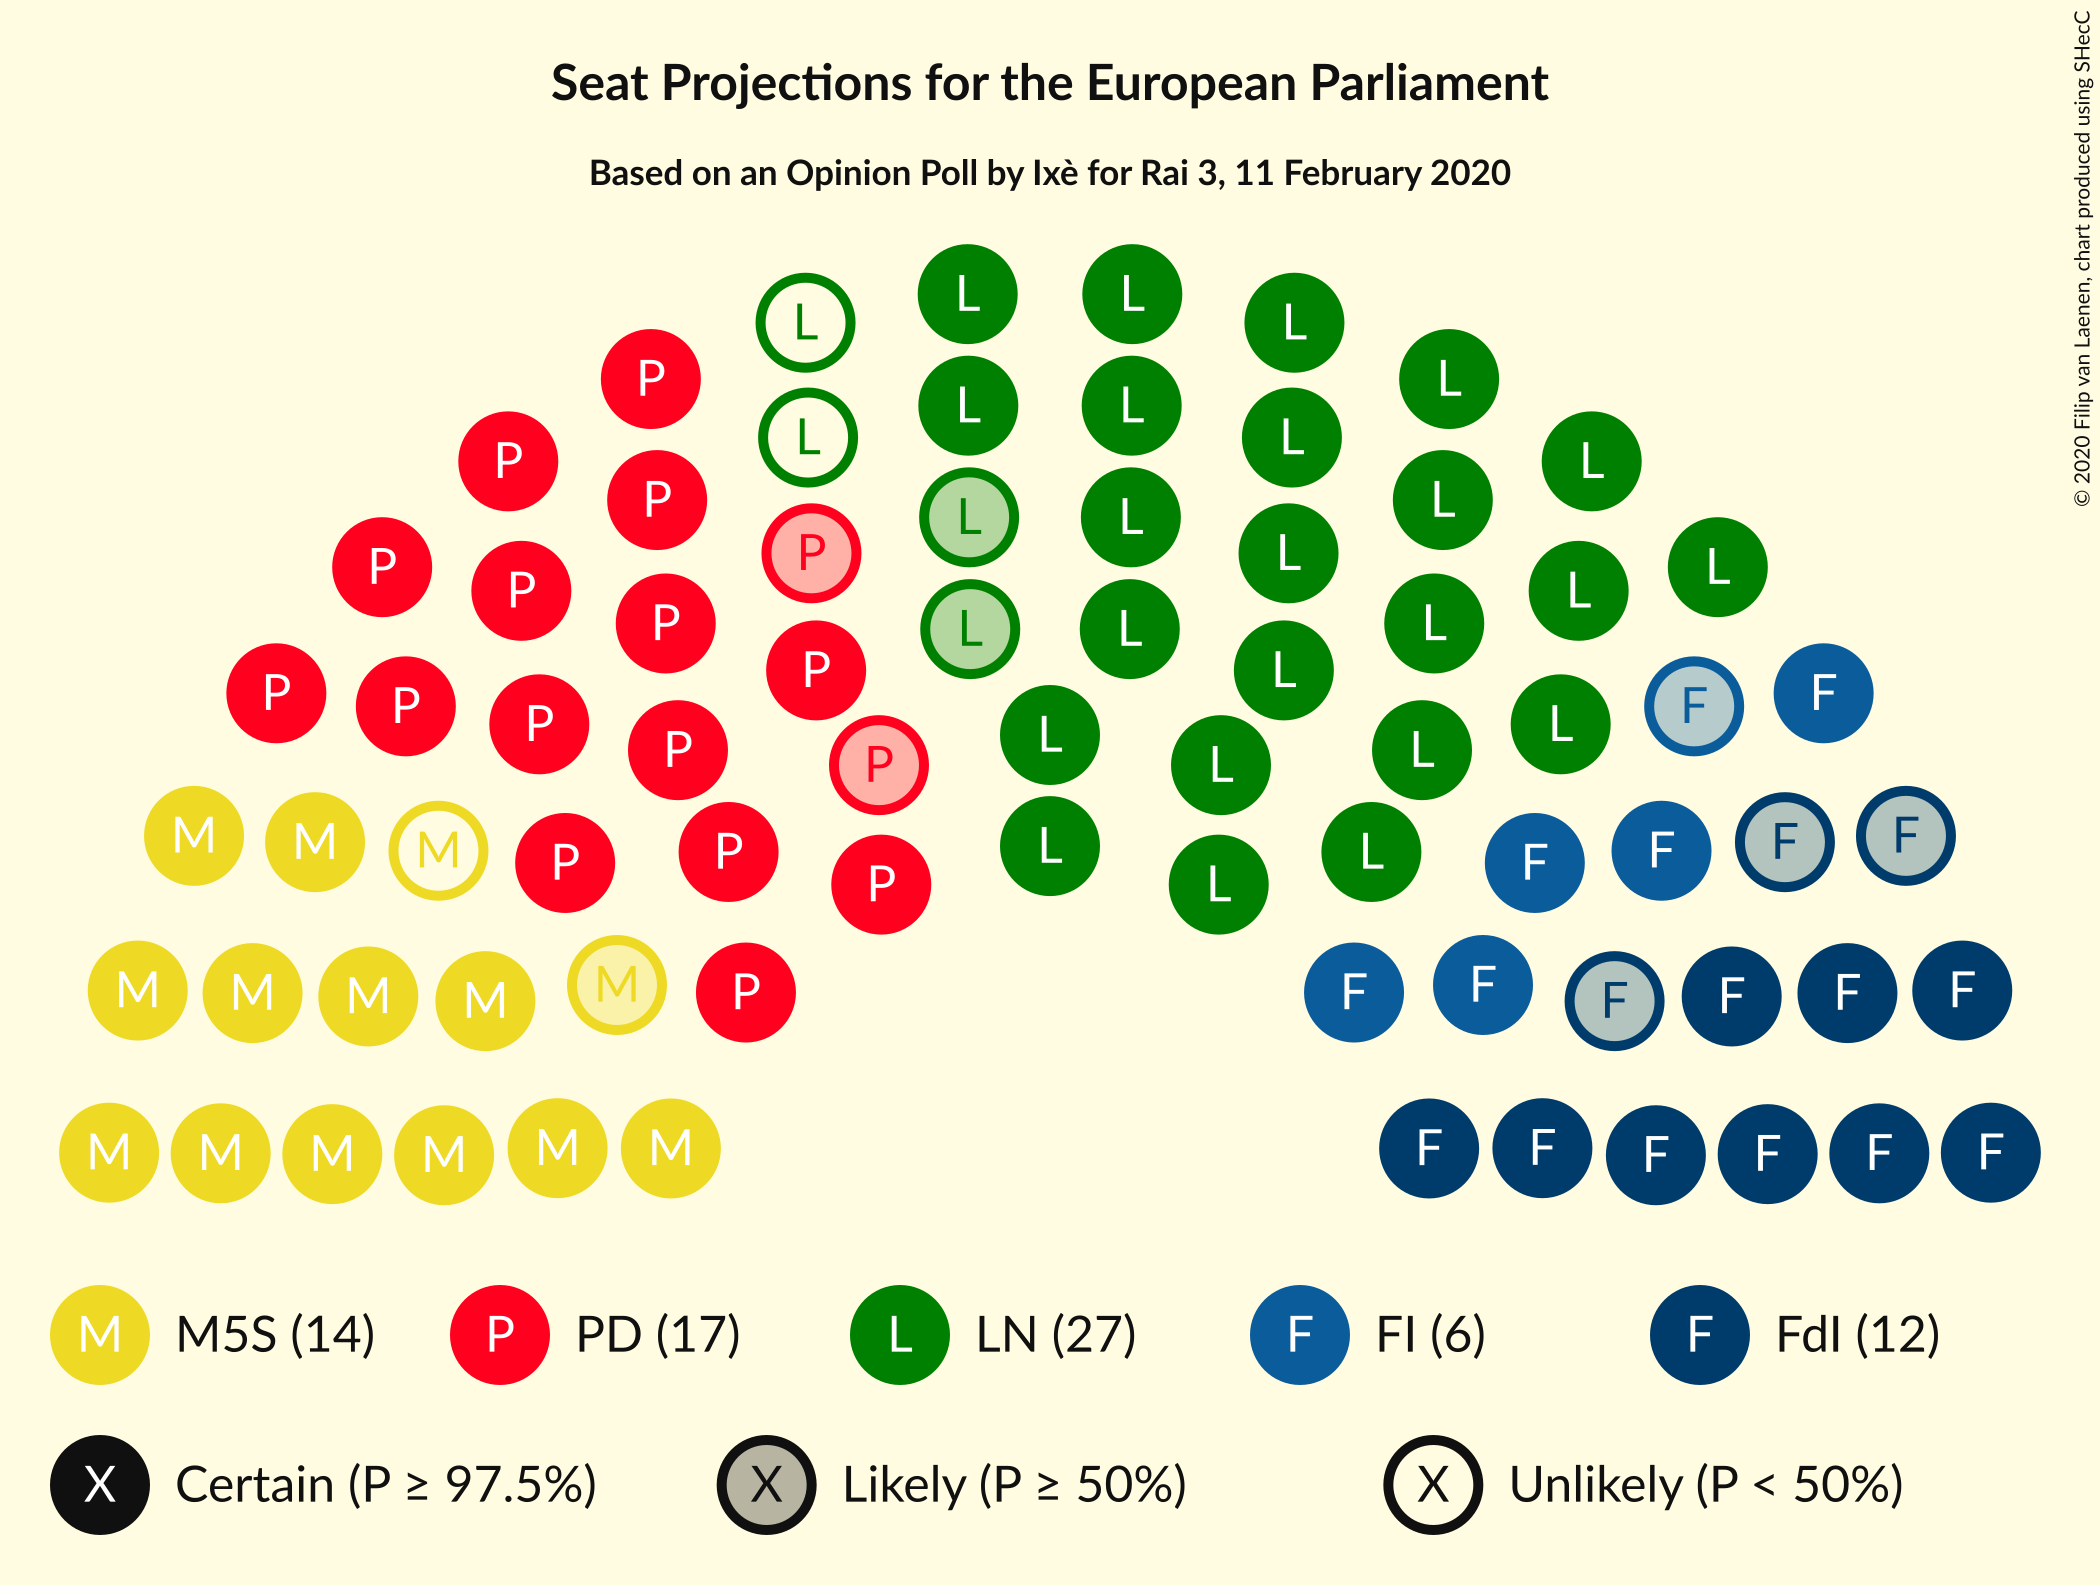 Seat Projections for the European Parliament
Based on an Opinion Poll by Ixè for Rai 3, 11 February 2020
© 2020 Filip van Laenen, chart produced using SHecC
L L
L L
P L L
L L
P P L L
L L
P L L
P L
P L L
P L
P P L L
P L
P L F F
P P L L
P L
P L L
P P L L
M M F F
M P P L L F F
P L
M M M M M P F F F F F F
M M M M M M F F F F F F
M M5S (14) P PD (17) L LN (27) F FI (6) F FdI (12)
X Certain (P ≥ 97.5%) X Likely (P ≥ 50%) X Unlikely (P < 50%)